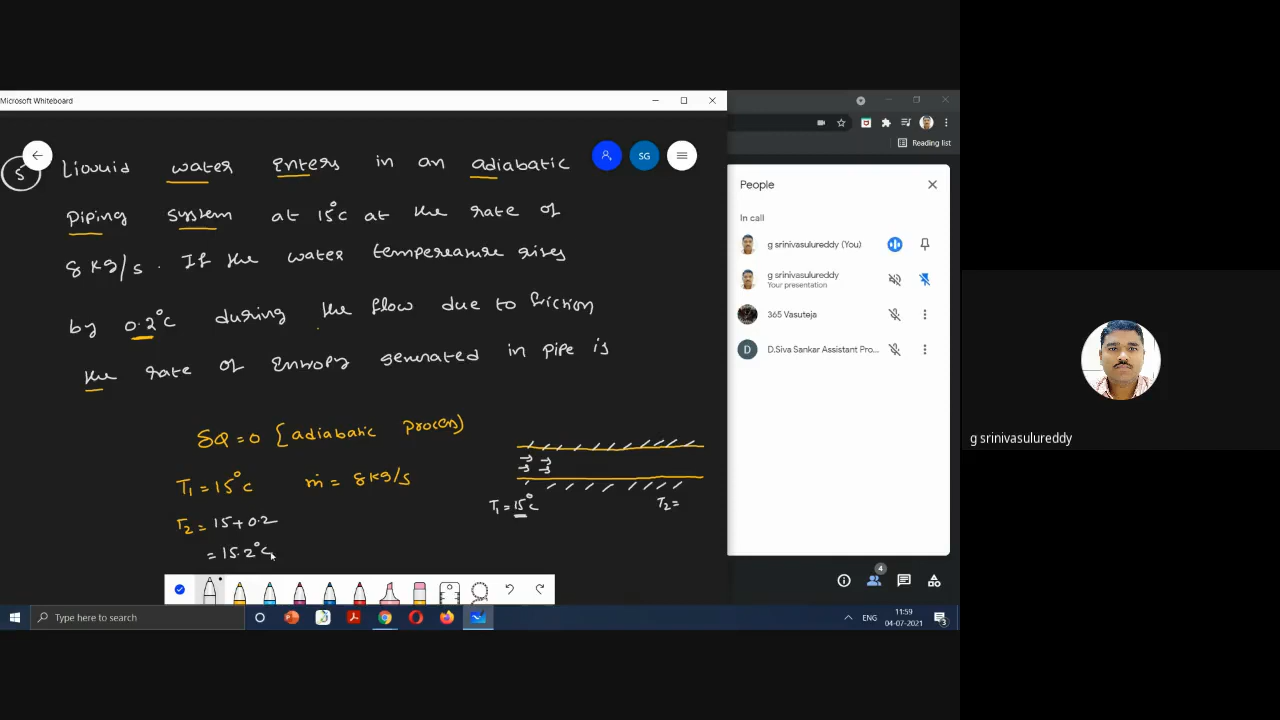 Microsoft Whiteboard
5 Liquid water enters in an adiabatic
SG
piping system at 15°C at the rate of
8 kg/s. If the water tempereature rises
by 0.2°C during the flow due to friction
the rate of entropy generated in pipe is
δQ = 0 [adiabatic process)
T1 = 15°C ṁ = 8 kg/s
T2 = 15 + 0.2
= 15.2°C
T1 = 15°C T2 =
Reading list
People
In call
g srinivasulureddy (You)
g srinivasulureddy
Your presentation
365 Vasuteja
D D.Siva Sankar Assistant Pro...
4
g srinivasulureddy
Type here to search
ENG
11:59
04-07-2021
3